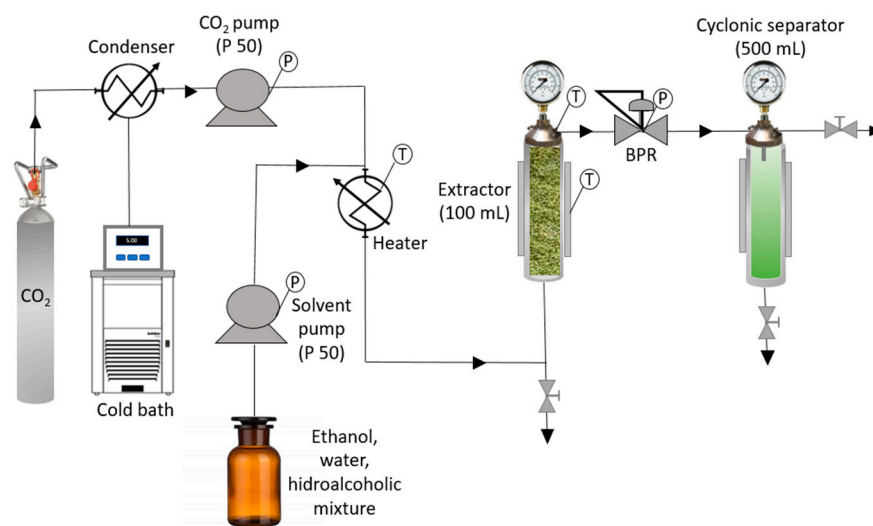 CO₂ pump
(P 50)
Condenser
P
Cyclonic separator
(500 mL)
T
P
BPR
T
Extractor
(100 mL)
T
Heater
5.00
CO₂
P
Solvent
pump
(P 50)
Cold bath
Ethanol,
water,
hidroalcoholic
mixture